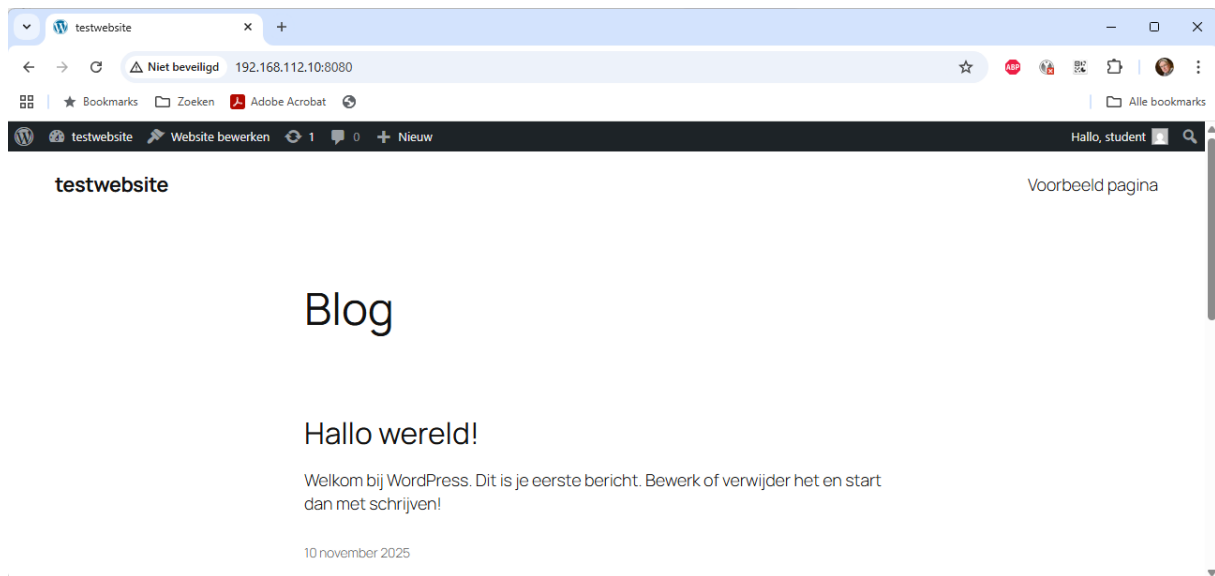 testwebsite
Niet beveiligd 192.168.112.10:8080
ABP
Bookmarks Zoeken Adobe Acrobat Alle bookmarks
testwebsite Website bewerken 1 0 Nieuw Hallo, student
testwebsite Voorbeeld pagina
Blog
Hallo wereld!
Welkom bij WordPress. Dit is je eerste bericht. Bewerk of verwijder het en start
dan met schrijven!
10 november 2025